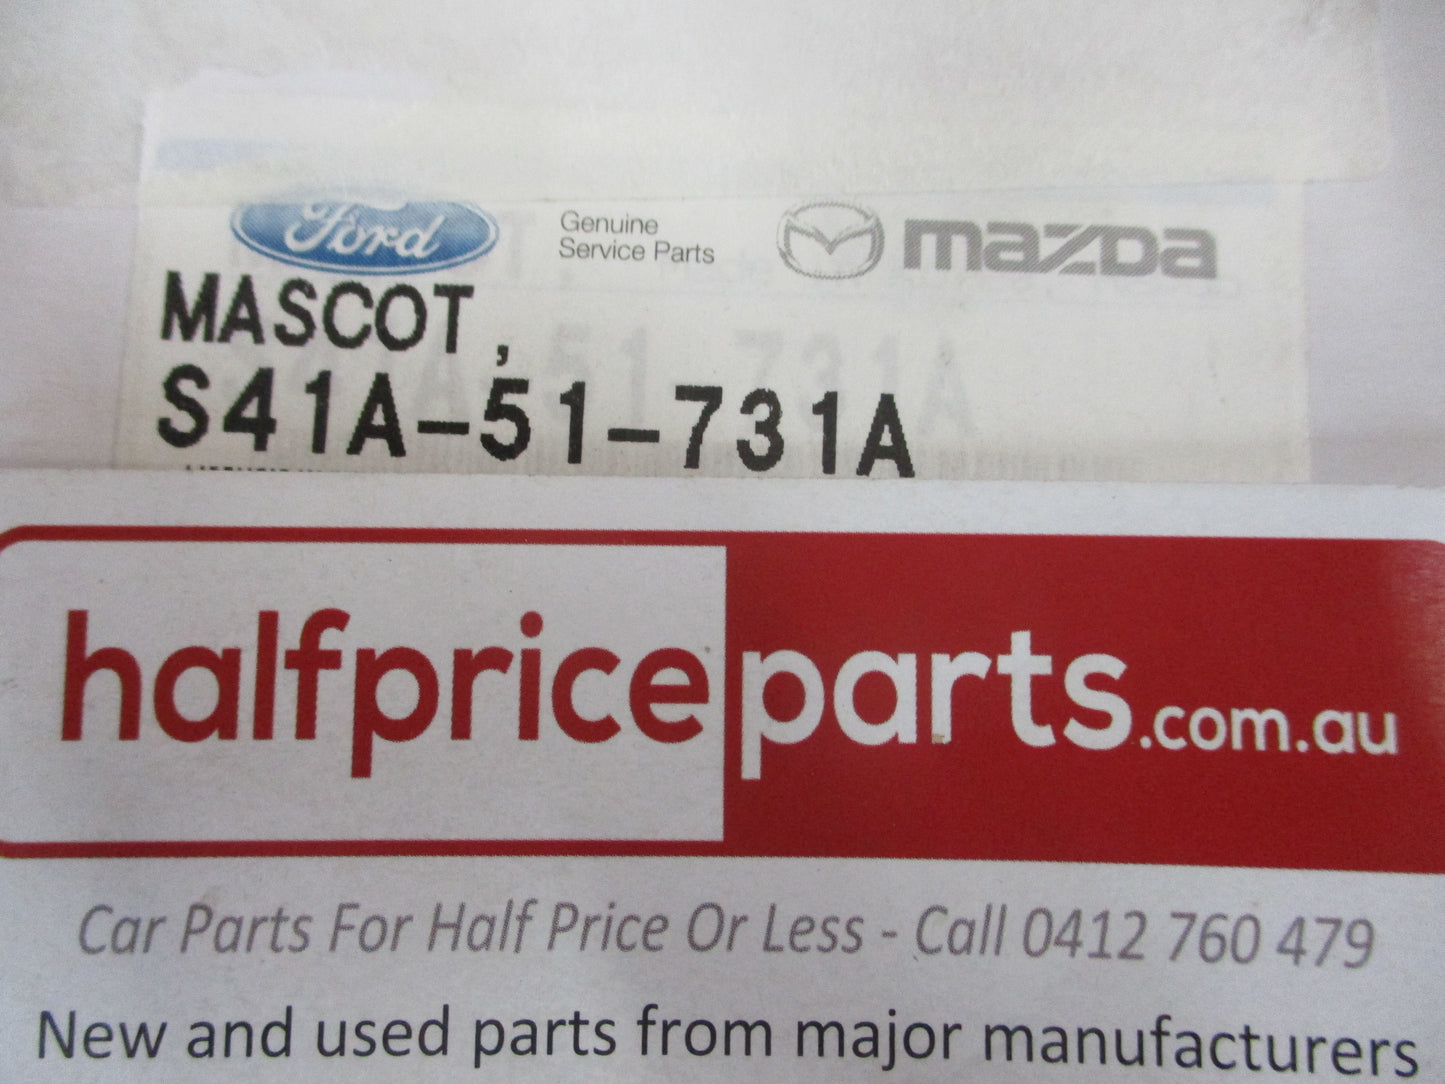 Ford
Genuine
Service Parts
mazda
MASCOT,
S41A-51-731A
halfpriceparts.com.au
Car Parts For Half Price Or Less - Call 0412 760 479
New and used parts from major manufacturers